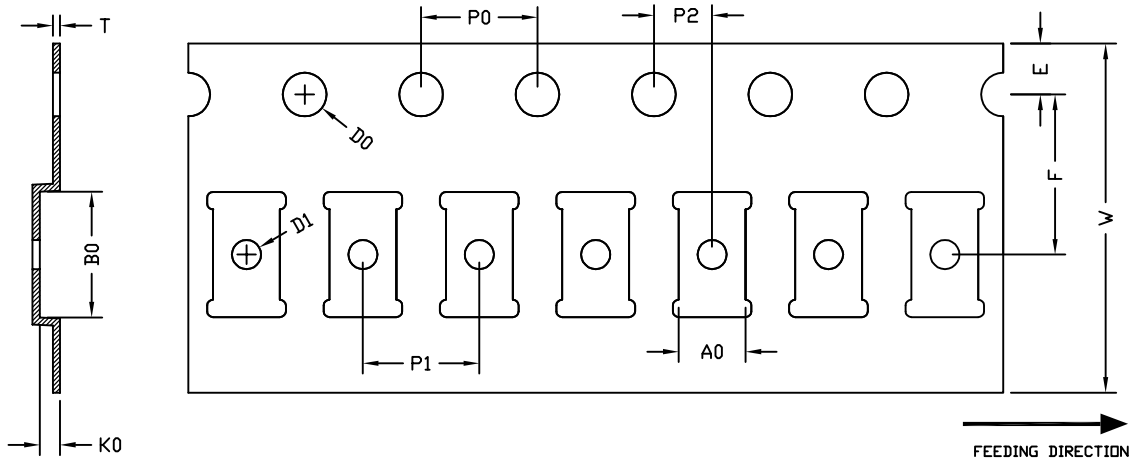 T
P0
P2
E
D0
F
W
D1
B0
P1
A0
K0
FEEDING DIRECTION